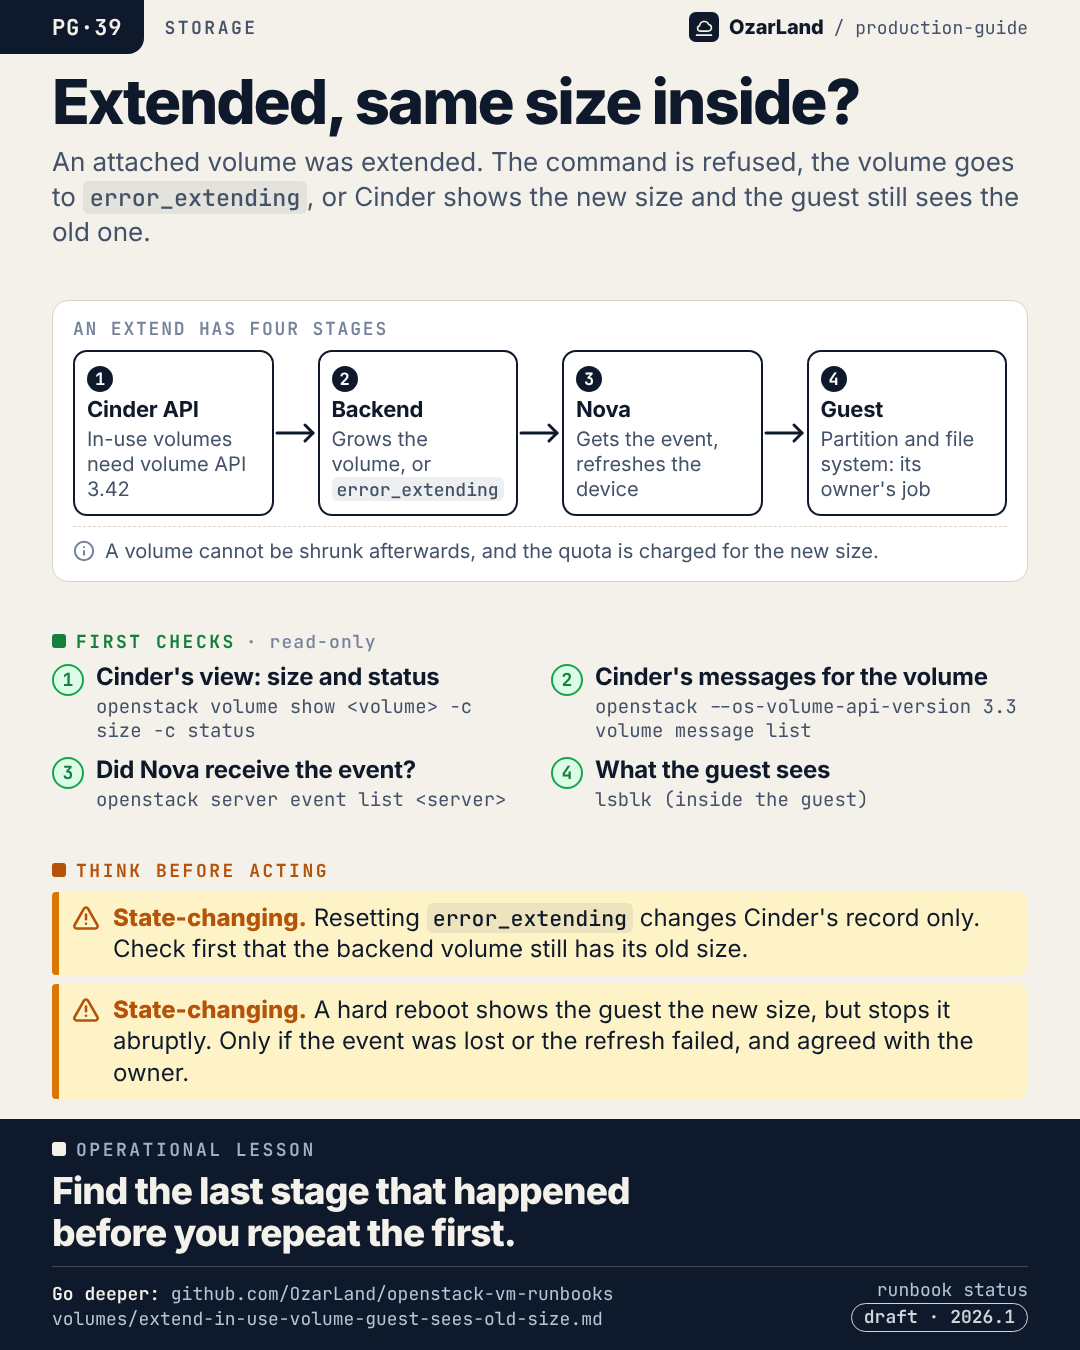 PG·39 STORAGE OzarLand / production-guide
Extended, same size inside?
An attached volume was extended. The command is refused, the volume goes
to error_extending, or Cinder shows the new size and the guest still sees the
old one.
AN EXTEND HAS FOUR STAGES
1
Cinder API
In-use volumes
need volume API
3.42
2
Backend
Grows the
volume, or
error_extending
3
Nova
Gets the event,
refreshes the
device
4
Guest
Partition and file
system: its
owner's job
A volume cannot be shrunk afterwards, and the quota is charged for the new size.
FIRST CHECKS · read-only
1 Cinder's view: size and status
openstack volume show <volume> -c
size -c status
2 Cinder's messages for the volume
openstack --os-volume-api-version 3.3
volume message list
3 Did Nova receive the event?
openstack server event list <server>
4 What the guest sees
lsblk (inside the guest)
THINK BEFORE ACTING
State-changing. Resetting error_extending changes Cinder's record only.
Check first that the backend volume still has its old size.
State-changing. A hard reboot shows the guest the new size, but stops it
abruptly. Only if the event was lost or the refresh failed, and agreed with the
owner.
OPERATIONAL LESSON
Find the last stage that happened
before you repeat the first.
Go deeper: github.com/OzarLand/openstack-vm-runbooks
volumes/extend-in-use-volume-guest-sees-old-size.md
runbook status
draft · 2026.1